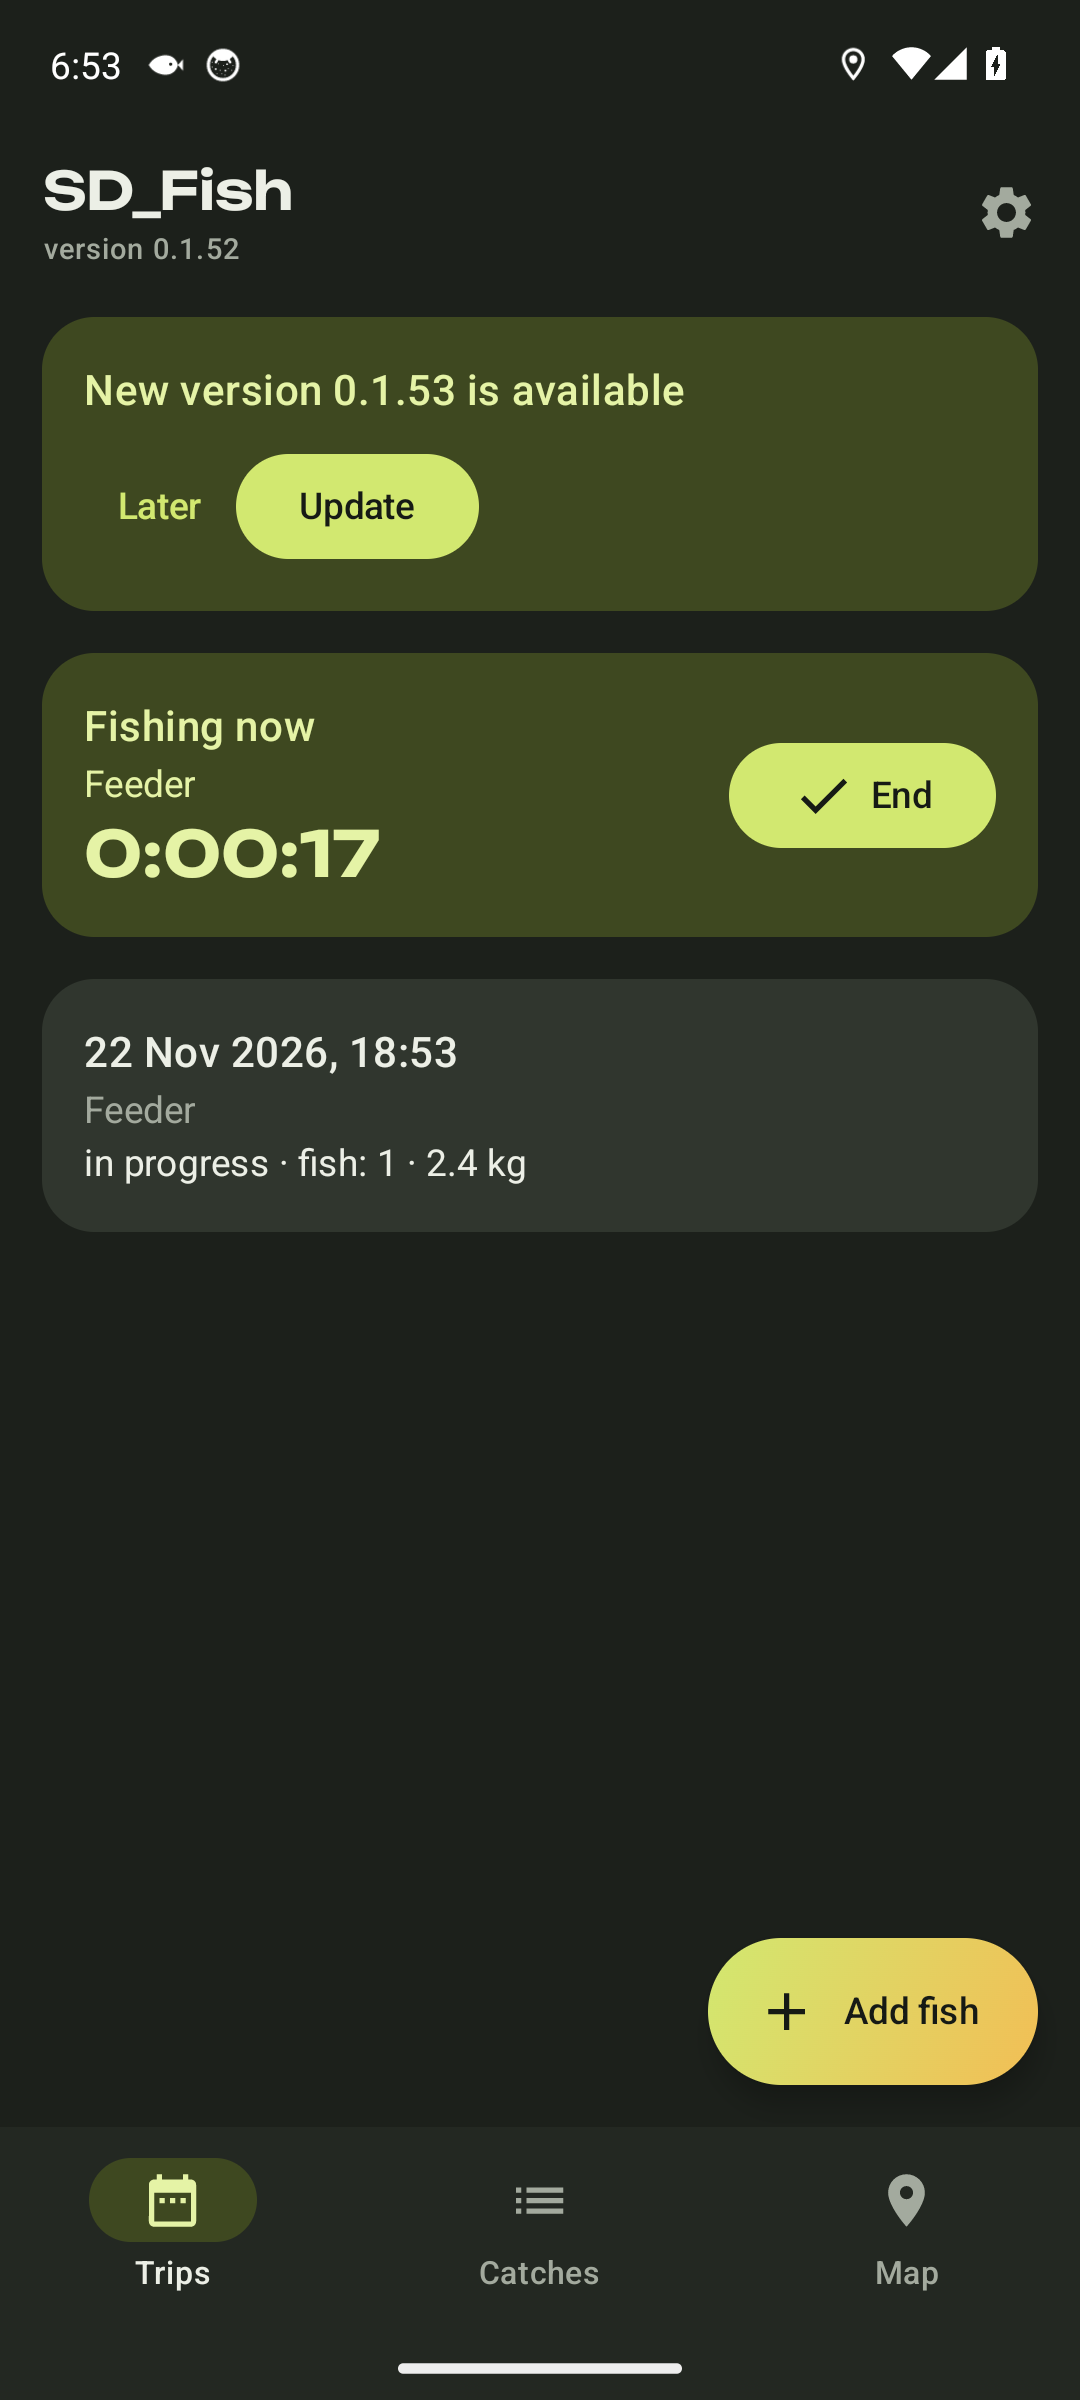 6:53
SD_Fish
version 0.1.52
New version 0.1.53 is available
Later
Update
Fishing now
Feeder
0:00:17
End
22 Nov 2026, 18:53
Feeder
in progress · fish: 1 · 2.4 kg
Add fish
Trips
Catches
Map